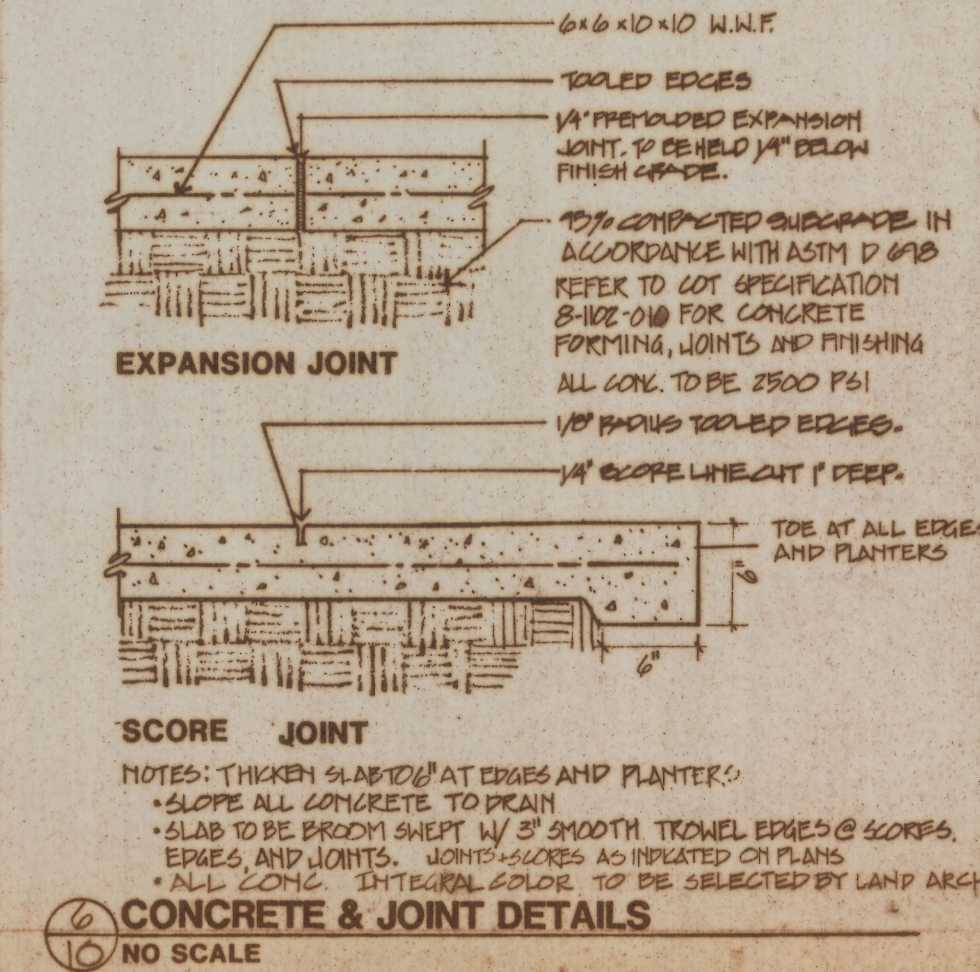 6x6x10x10 W.W.F.
TOOLED EDGES
1/4" PREMOLDED EXPANSION
JOINT. TO BE HELD 1/4" BELOW
FINISH GRADE.
95% COMPACTED SUBGRADE IN
ACCORDANCE WITH ASTM D 698
REFER TO COT SPECIFICATION
8-1102-010 FOR CONCRETE
FORMING, JOINTS AND FINISHING
ALL CONC. TO BE 2500 PSI
EXPANSION JOINT
1/8" RADIUS TOOLED EDGES.
1/4" SCORE LINE CUT 1" DEEP.
TOE AT ALL EDGES
AND PLANTERS
6"
6"
SCORE JOINT
NOTES: THICKEN SLAB TO 6" AT EDGES AND PLANTERS
• SLOPE ALL CONCRETE TO DRAIN
• SLAB TO BE BROOM SWEPT W/ 3" SMOOTH TROWEL EDGES @ SCORES,
EDGES, AND JOINTS. JOINTS + SCORES AS INDICATED ON PLANS
• ALL CONC. INTEGRAL COLOR TO BE SELECTED BY LAND ARCH
6
10
CONCRETE & JOINT DETAILS
NO SCALE